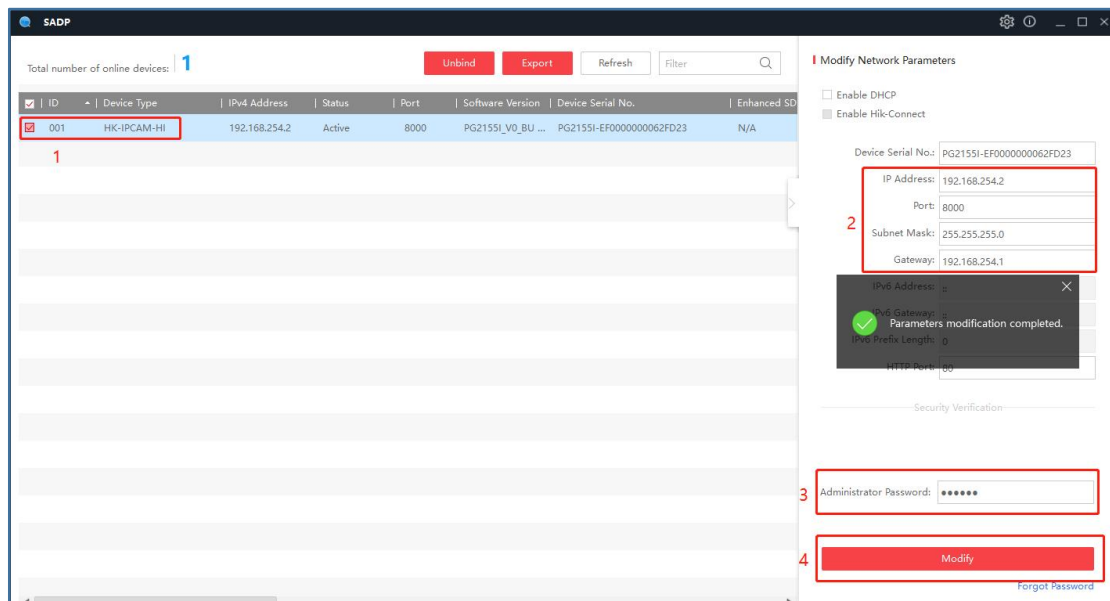 SADP
Total number of online devices: 1
Unbind Export Refresh Filter
ID Device Type IPv4 Address Status Port Software Version Device Serial No. Enhanced SD
001 HK-IPCAM-HI 192.168.254.2 Active 8000 PG2155I_V0_BU ... PG2155I-EF0000000062FD23 N/A
1
Modify Network Parameters
Enable DHCP
Enable Hik-Connect
Device Serial No.: PG2155I-EF0000000062FD23
IP Address: 192.168.254.2
Port: 8000
2
Subnet Mask: 255.255.255.0
Gateway: 192.168.254.1
IPv6 Address: ::
IPv6 Gateway: ::
Parameters modification completed.
IPv6 Prefix Length: 0
HTTP Port: 80
Security Verification
3 Administrator Password: ●●●●●●
4 Modify
Forgot Password